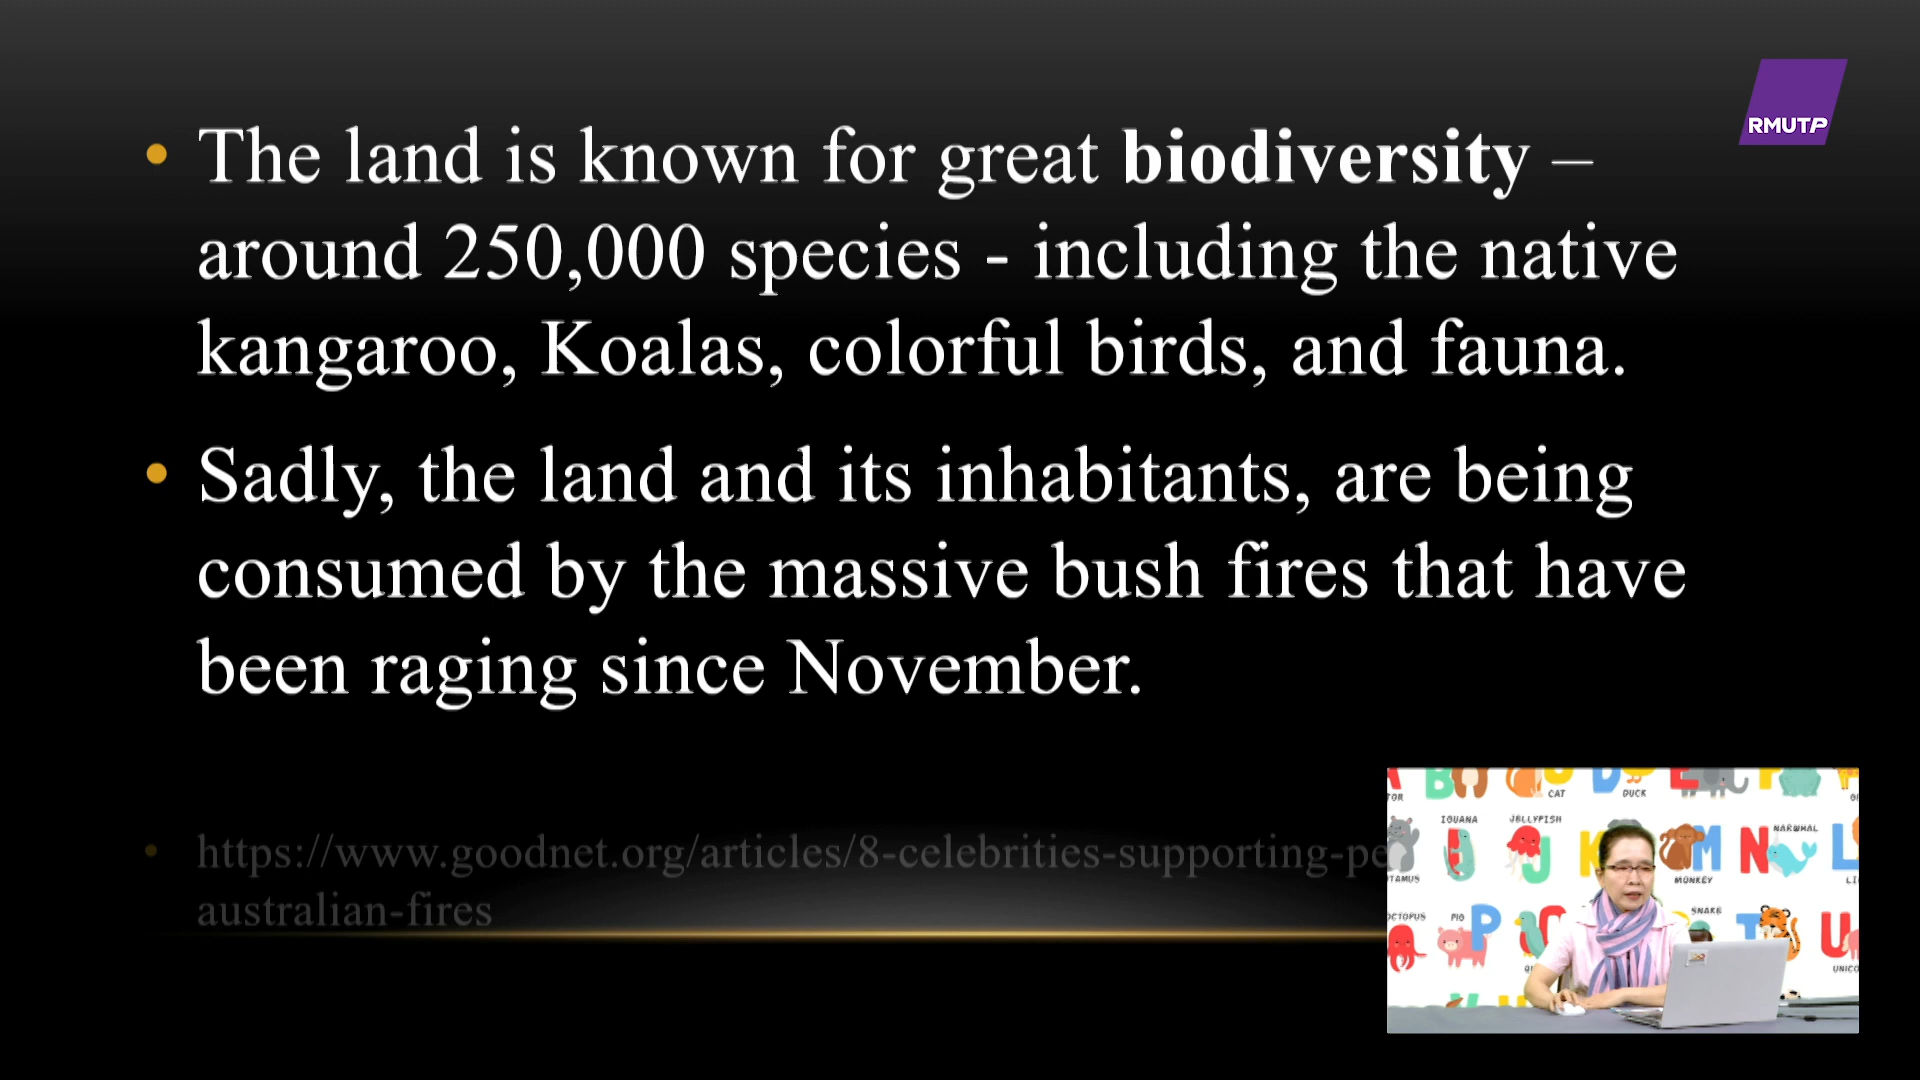 RMUTP
• The land is known for great biodiversity –
around 250,000 species - including the native
kangaroo, Koalas, colorful birds, and fauna.
• Sadly, the land and its inhabitants, are being
consumed by the massive bush fires that have
been raging since November.
• https://www.goodnet.org/articles/8-celebrities-supporting-pe
australian-fires
CAT
DUCK
IGUANA
JELLYFISH
NARWHAL
MONKEY
OCTOPUS
PIG
SNAKE